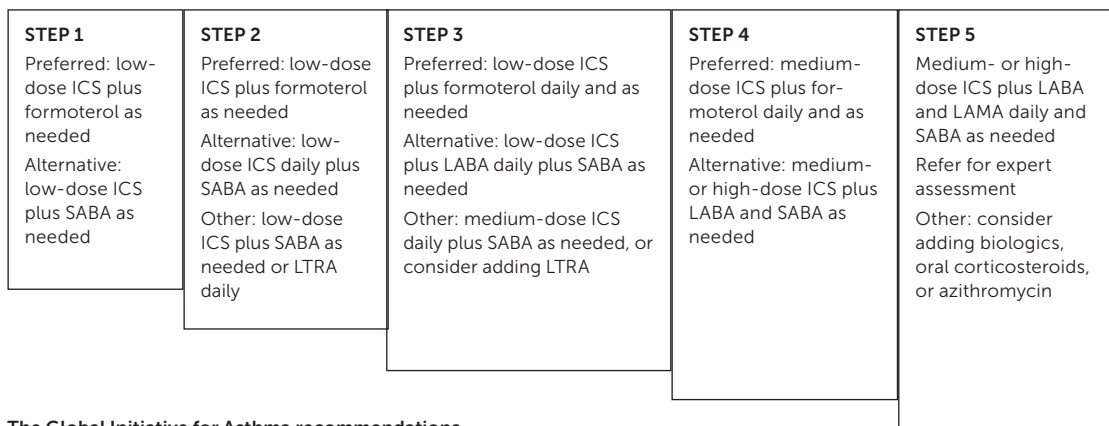 STEP 1
Preferred: low-
dose ICS plus
formoterol as
needed
Alternative:
low-dose ICS
plus SABA as
needed
STEP 2
Preferred: low-dose
ICS plus formoterol
as needed
Alternative: low-
dose ICS daily plus
SABA as needed
Other: low-dose
ICS plus SABA as
needed or LTRA
daily
STEP 3
Preferred: low-dose ICS
plus formoterol daily and as
needed
Alternative: low-dose ICS
plus LABA daily plus SABA as
needed
Other: medium-dose ICS
daily plus SABA as needed, or
consider adding LTRA
STEP 4
Preferred: medium-
dose ICS plus for-
moterol daily and as
needed
Alternative: medium-
or high-dose ICS plus
LABA and SABA as
needed
STEP 5
Medium- or high-
dose ICS plus LABA
and LAMA daily and
SABA as needed
Refer for expert
assessment
Other: consider
adding biologics,
oral corticosteroids,
or azithromycin
The Global Initiative for Asthma recommendations